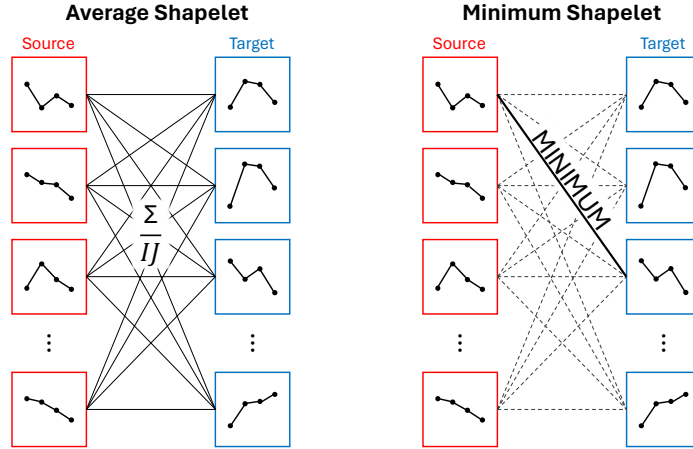 Average Shapelet
Source
Target
Σ
IJ
Minimum Shapelet
Source
Target
MINIMUM